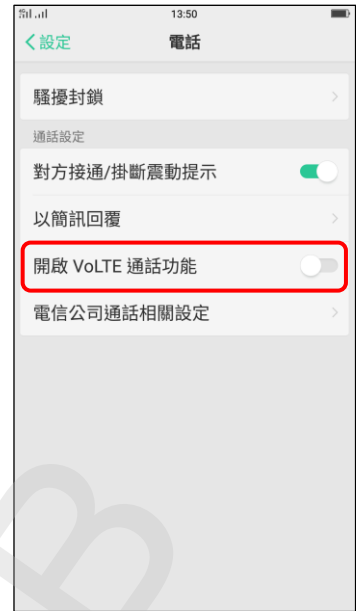 13:50
設定
電話
騷擾封鎖
通話設定
對方接通/掛斷震動提示
以簡訊回覆
開啟 VoLTE 通話功能
電信公司通話相關設定
B